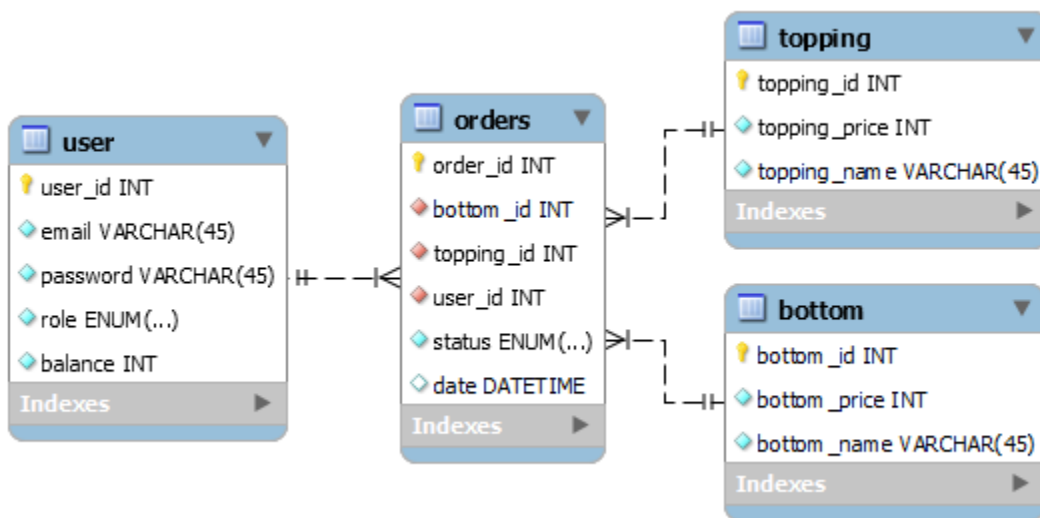 user
user_id INT
email VARCHAR(45)
password VARCHAR(45)
role ENUM(...)
balance INT
Indexes
orders
order_id INT
bottom_id INT
topping_id INT
user_id INT
status ENUM(...)
date DATETIME
Indexes
topping
topping_id INT
topping_price INT
topping_name VARCHAR(45)
Indexes
bottom
bottom_id INT
bottom_price INT
bottom_name VARCHAR(45)
Indexes